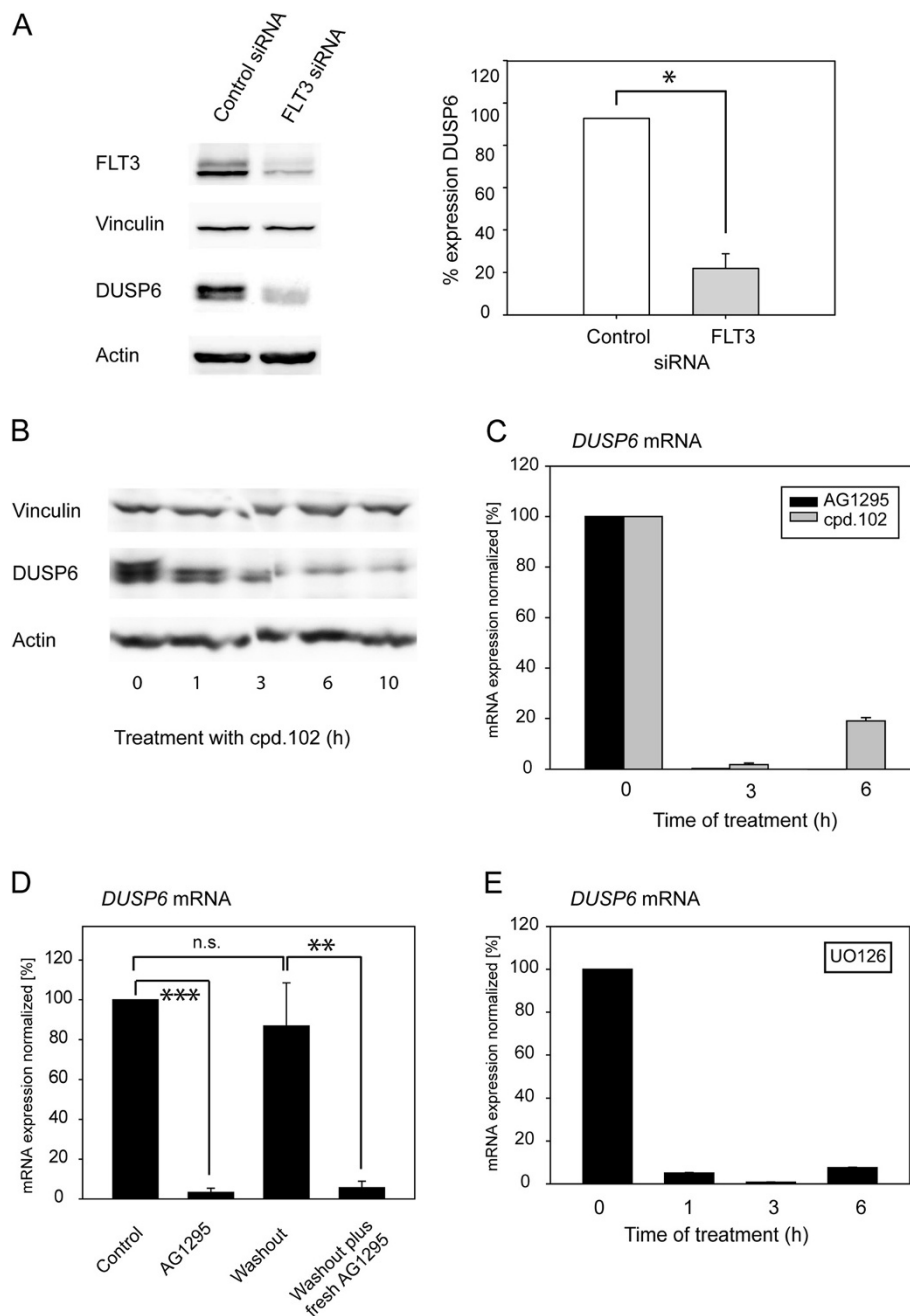 A
Control siRNA
FLT3 siRNA
FLT3
Vinculin
DUSP6
Actin
% expression DUSP6
120
100
80
60
40
20
0
*
Control
FLT3
siRNA
B
Vinculin
DUSP6
Actin
0 1 3 6 10
Treatment with cpd.102 (h)
C
DUSP6 mRNA
mRNA expression normalized [%]
120
100
80
60
40
20
0
AG1295
cpd.102
0 3 6
Time of treatment (h)
D
DUSP6 mRNA
mRNA expression normalized [%]
120
100
80
60
40
20
0
n.s.
***
**
Control
AG1295
Washout
Washout plus
fresh AG1295
E
DUSP6 mRNA
mRNA expression normalized [%]
120
100
80
60
40
20
0
UO126
0 1 3 6
Time of treatment (h)